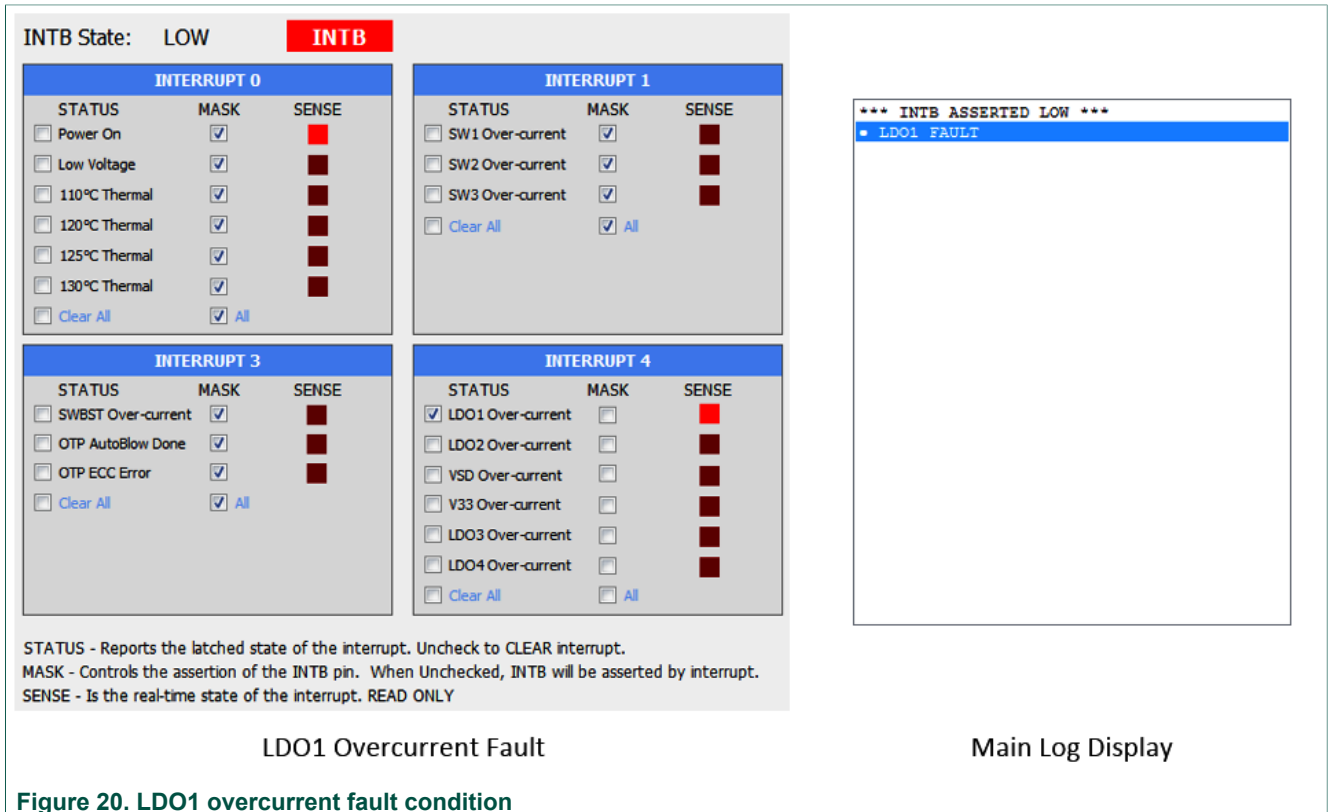 INTB State: LOW INTB
INTERRUPT 0
STATUS MASK SENSE
Power On
Low Voltage
110°C Thermal
120°C Thermal
125°C Thermal
130°C Thermal
Clear All All
INTERRUPT 1
STATUS MASK SENSE
SW1 Over-current
SW2 Over-current
SW3 Over-current
Clear All All
INTERRUPT 3
STATUS MASK SENSE
SWBST Over-current
OTP AutoBlow Done
OTP ECC Error
Clear All All
INTERRUPT 4
STATUS MASK SENSE
LDO1 Over-current
LDO2 Over-current
VSD Over-current
V33 Over-current
LDO3 Over-current
LDO4 Over-current
Clear All All
STATUS - Reports the latched state of the interrupt. Uncheck to CLEAR interrupt.
MASK - Controls the assertion of the INTB pin. When Unchecked, INTB will be asserted by interrupt.
SENSE - Is the real-time state of the interrupt. READ ONLY
LDO1 Overcurrent Fault
*** INTB ASSERTED LOW ***
• LDO1 FAULT
Main Log Display
Figure 20. LDO1 overcurrent fault condition